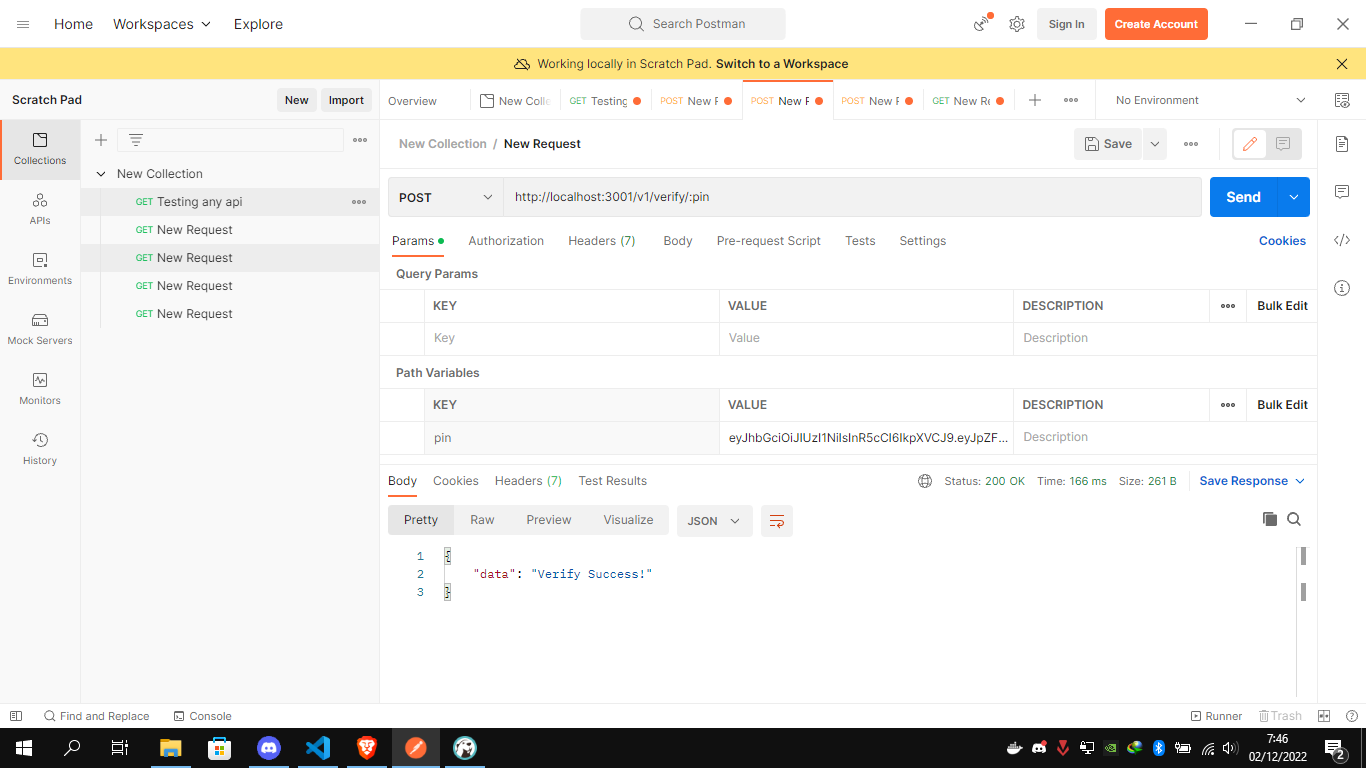 Home Workspaces Explore Search Postman Sign In Create Account
Working locally in Scratch Pad. Switch to a Workspace
Scratch Pad New Import Overview New Colle GET Testing POST New F POST New F POST New F GET New Re No Environment
Collections
New Collection / New Request Save
New Collection
GET Testing any api
APIs
POST http://localhost:3001/v1/verify/:pin Send
GET New Request
Params Authorization Headers (7) Body Pre-request Script Tests Settings Cookies
GET New Request
Environments
Query Params
GET New Request
KEY VALUE DESCRIPTION Bulk Edit
GET New Request
Mock Servers
Key Value Description
Path Variables
Monitors
KEY VALUE DESCRIPTION Bulk Edit
pin eyJhbGciOiJIUzI1NiIsInR5cCI6IkpXVCJ9.eyJpZF... Description
History
Body Cookies Headers (7) Test Results Status: 200 OK Time: 166 ms Size: 261 B Save Response
Pretty Raw Preview Visualize JSON
1 {
2 "data": "Verify Success!"
3 }
Find and Replace Console Runner Trash
7:46
02/12/2022
2